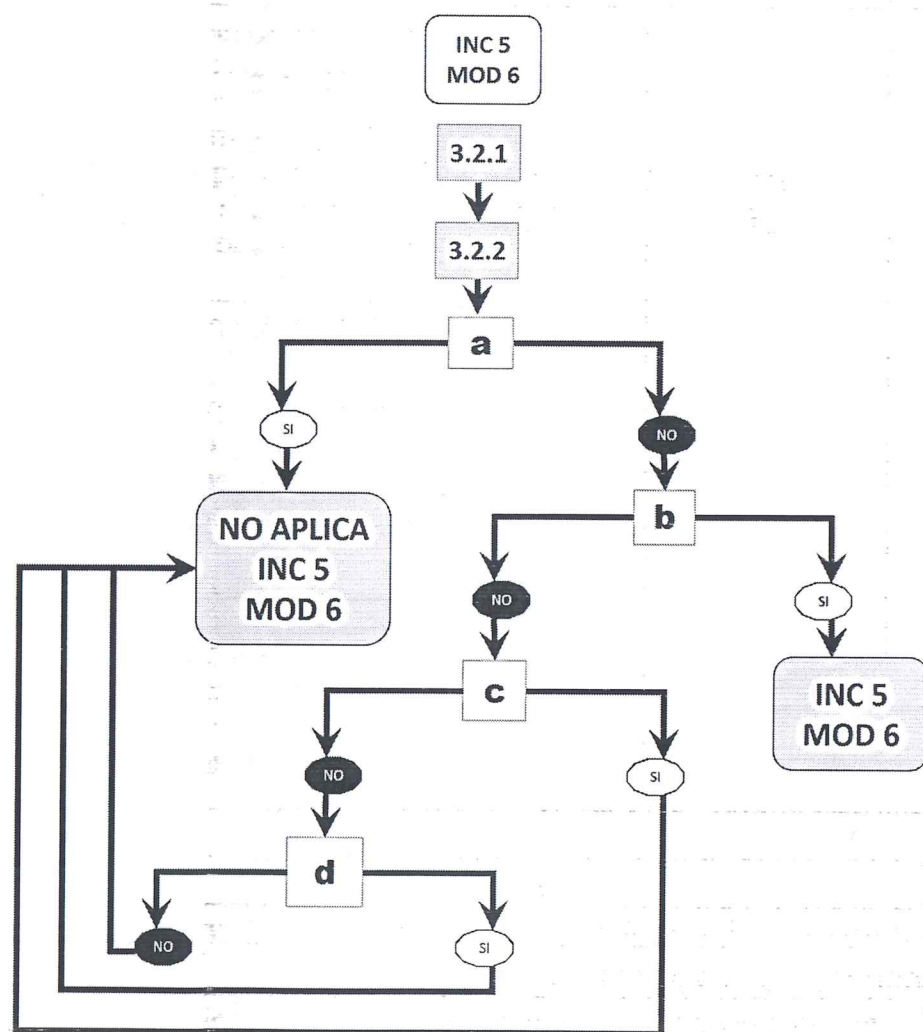 INC 5
MOD 6
3.2.1
3.2.2
a
SI
NO
b
NO APLICA
INC 5
MOD 6
NO
SI
c
INC 5
MOD 6
NO
SI
d
NO
SI